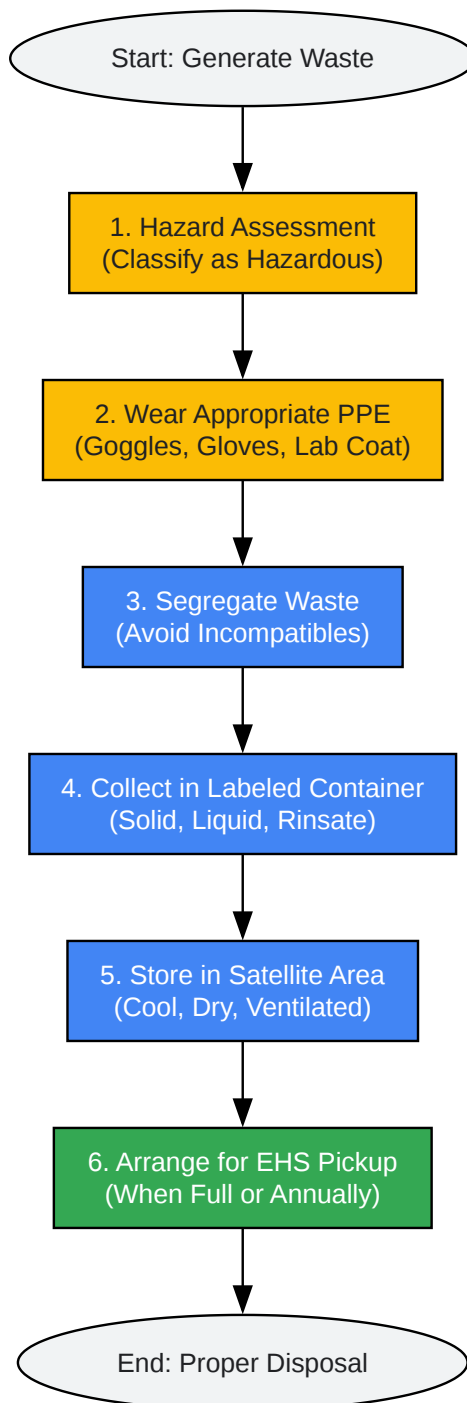 Start: Generate Waste
1. Hazard Assessment
(Classify as Hazardous)
2. Wear Appropriate PPE
(Goggles, Gloves, Lab Coat)
3. Segregate Waste
(Avoid Incompatibles)
4. Collect in Labeled Container
(Solid, Liquid, Rinsate)
5. Store in Satellite Area
(Cool, Dry, Ventilated)
6. Arrange for EHS Pickup
(When Full or Annually)
End: Proper Disposal